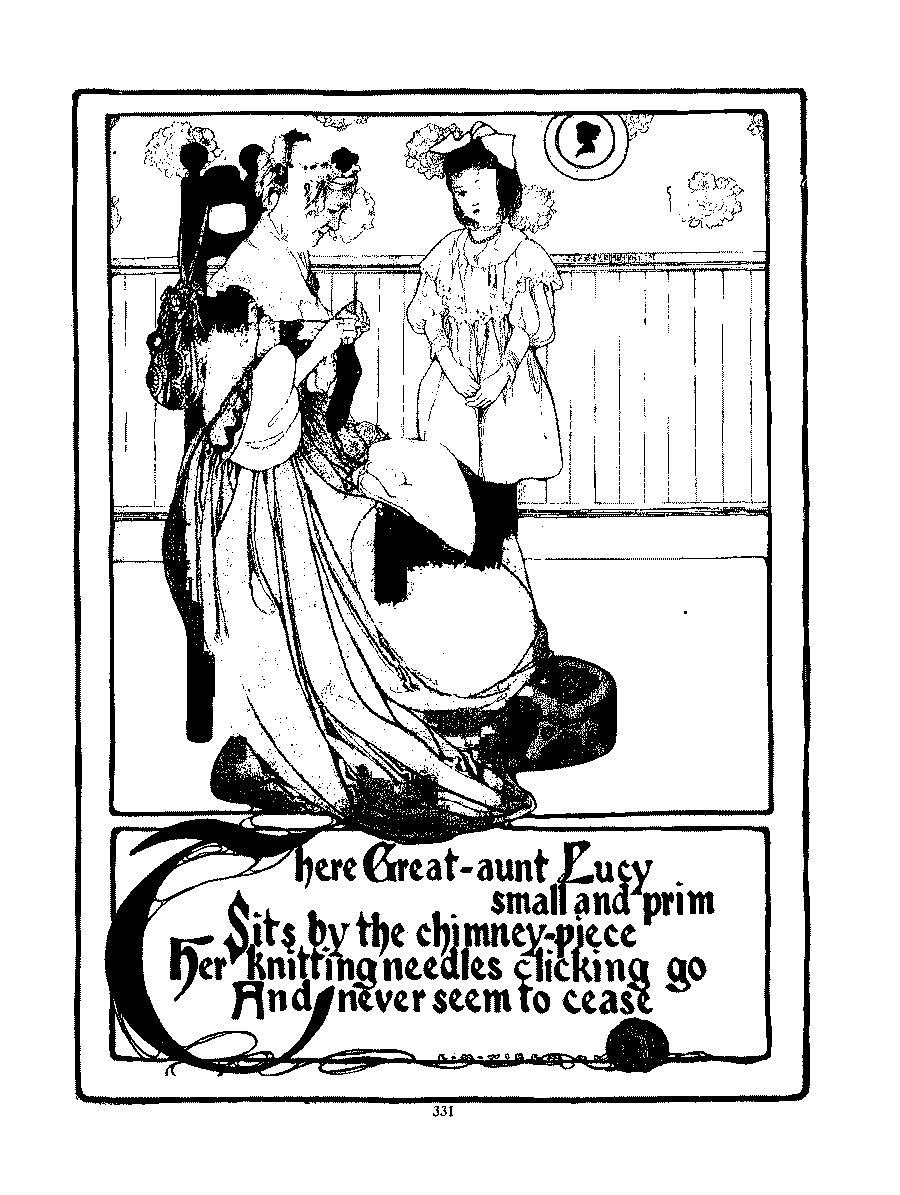 There Great-aunt Lucy
small and prim
Sits by the chimney-piece
Her knitting needles clicking go
And never seem to cease
331